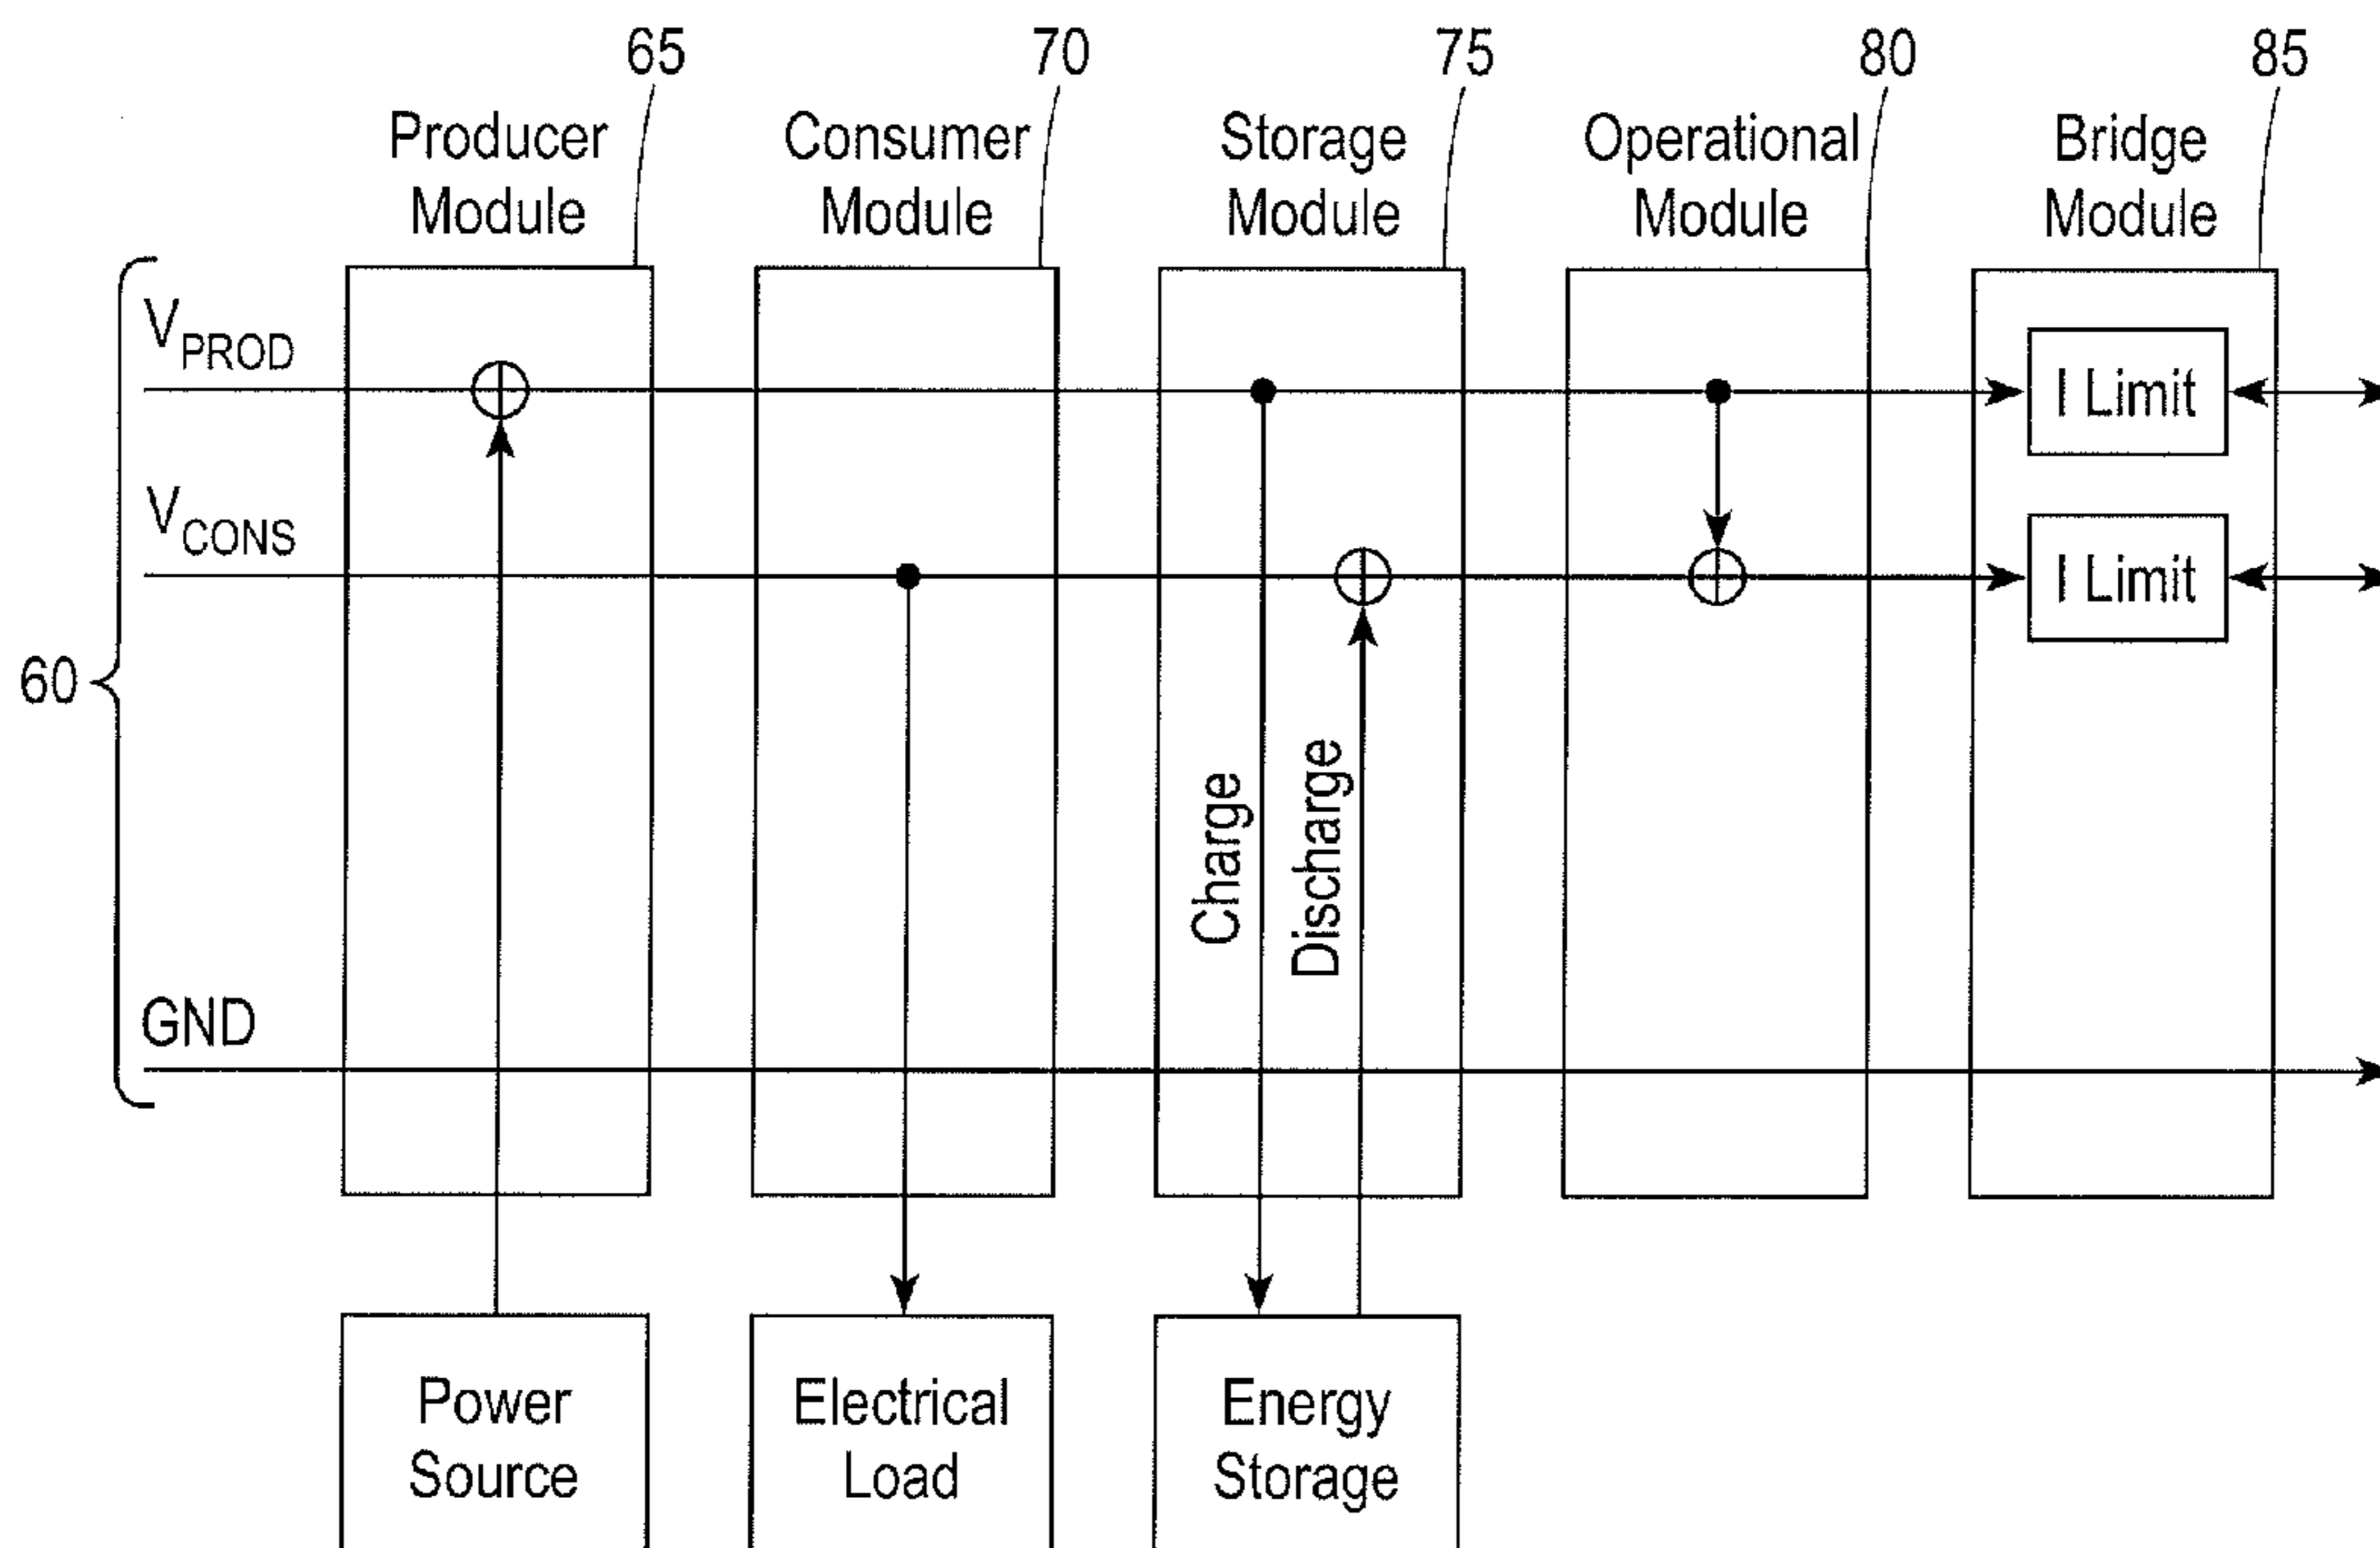 65
70
75
80
85
Producer
Module
Consumer
Module
Storage
Module
Operational
Module
Bridge
Module
60
VPROD
I Limit
VCONS
I Limit
Charge
Discharge
GND
Power
Source
Electrical
Load
Energy
Storage